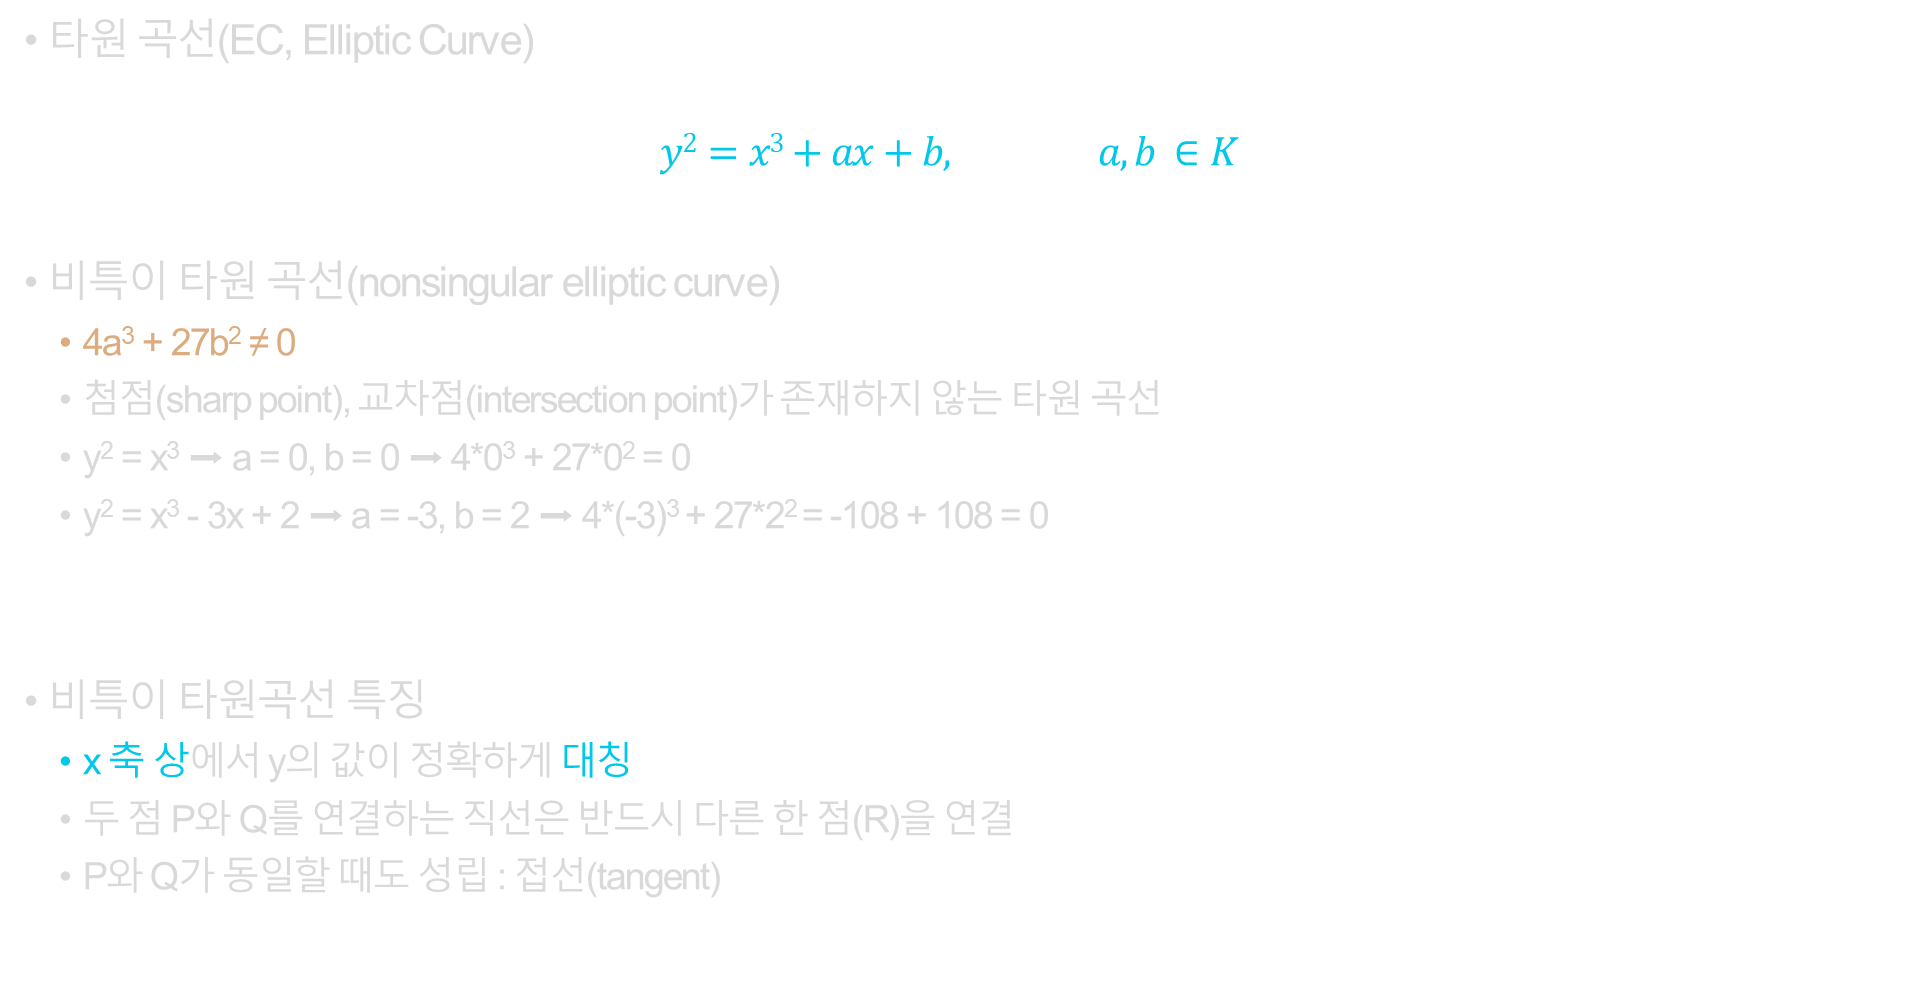 • 타원 곡선(EC, Elliptic Curve)
y² = x³ + ax + b, a, b ∈ K
• 비특이 타원 곡선(nonsingular elliptic curve)
• 4a³ + 27b² ≠ 0
• 첨점(sharp point), 교차점(intersection point)가 존재하지 않는 타원 곡선
• y² = x³ ➡ a = 0, b = 0 ➡ 4*0³ + 27*0² = 0
• y² = x³ - 3x + 2 ➡ a = -3, b = 2 ➡ 4*(-3)³ + 27*2² = -108 + 108 = 0
• 비특이 타원곡선 특징
• x 축 상에서 y의 값이 정확하게 대칭
• 두 점 P와 Q를 연결하는 직선은 반드시 다른 한 점(R)을 연결
• P와 Q가 동일할 때도 성립 : 접선(tangent)